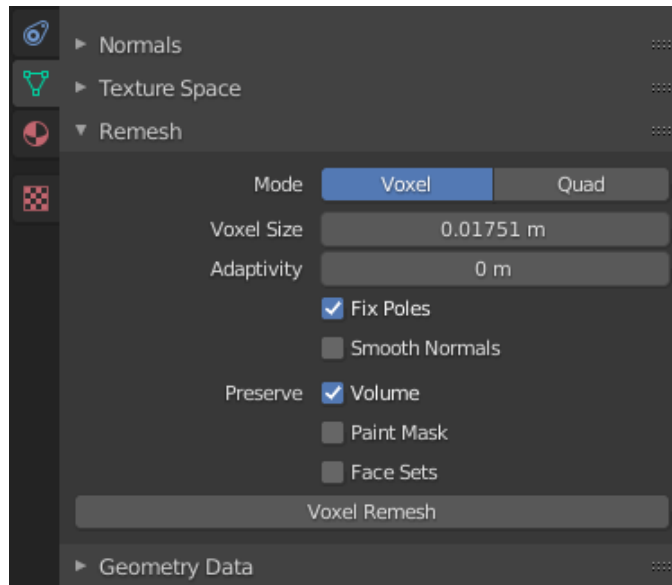 Normals
Texture Space
Remesh
Mode Voxel Quad
Voxel Size 0.01751 m
Adaptivity 0 m
Fix Poles
Smooth Normals
Preserve Volume
Paint Mask
Face Sets
Voxel Remesh
Geometry Data